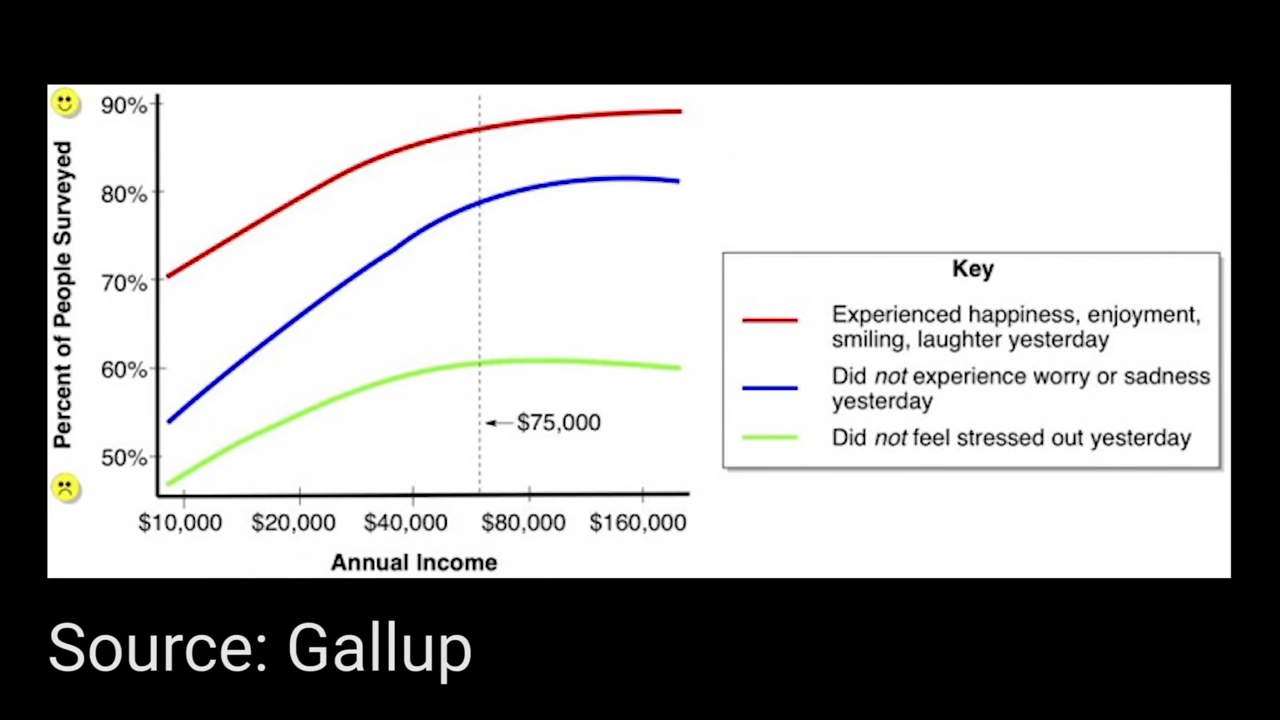 Percent of People Surveyed
90%
80%
70%
60%
50%
$75,000
$10,000 $20,000 $40,000 $80,000 $160,000
Annual Income
Key
Experienced happiness, enjoyment,
smiling, laughter yesterday
Did not experience worry or sadness
yesterday
Did not feel stressed out yesterday
Source: Gallup